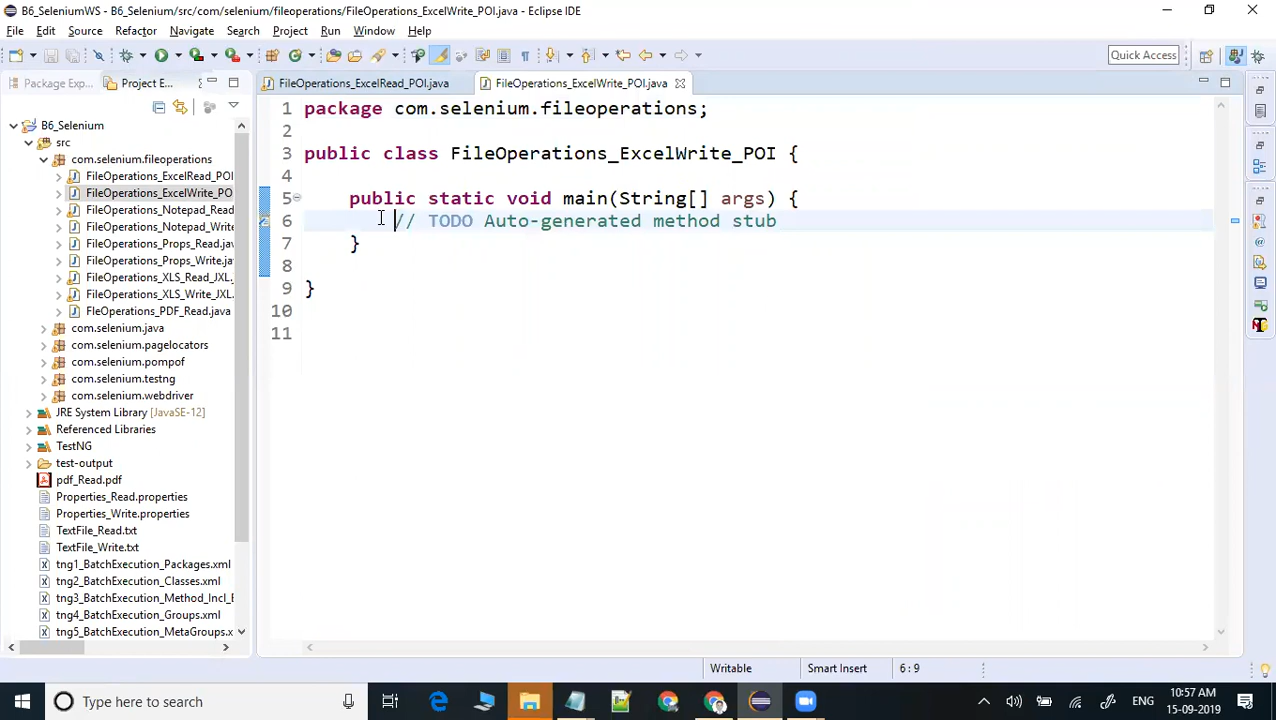 B6_SeleniumWS - B6_Selenium/src/com/selenium/fileoperations/FileOperations_ExcelWrite_POI.java - Eclipse IDE
File Edit Source Refactor Navigate Search Project Run Window Help
Quick Access
Package Exp
Project E
FileOperations_ExcelRead_POI.java
FileOperations_ExcelWrite_POI.java
B6_Selenium
src
com.selenium.fileoperations
FileOperations_ExcelRead_POI
FileOperations_ExcelWrite_PO
FileOperations_Notepad_Read
FileOperations_Notepad_Write
FileOperations_Props_Read.java
FileOperations_Props_Write.java
FileOperations_XLS_Read_JXL.
FileOperations_XLS_Write_JXL.
FleOperations_PDF_Read.java
com.selenium.java
com.selenium.pagelocators
com.selenium.pompof
com.selenium.testng
com.selenium.webdriver
JRE System Library [JavaSE-12]
Referenced Libraries
TestNG
test-output
pdf_Read.pdf
Properties_Read.properties
Properties_Write.properties
TextFile_Read.txt
TextFile_Write.txt
tng1_BatchExecution_Packages.xml
tng2_BatchExecution_Classes.xml
tng3_BatchExecution_Method_Incl_E
tng4_BatchExecution_Groups.xml
tng5_BatchExecution_MetaGroups.x
1 package com.selenium.fileoperations;
2
3 public class FileOperations_ExcelWrite_POI {
4
5 public static void main(String[] args) {
6 // TODO Auto-generated method stub
7 }
8
9 }
10
11
Writable Smart Insert 6 : 9
Type here to search
ENG
10:57 AM
15-09-2019